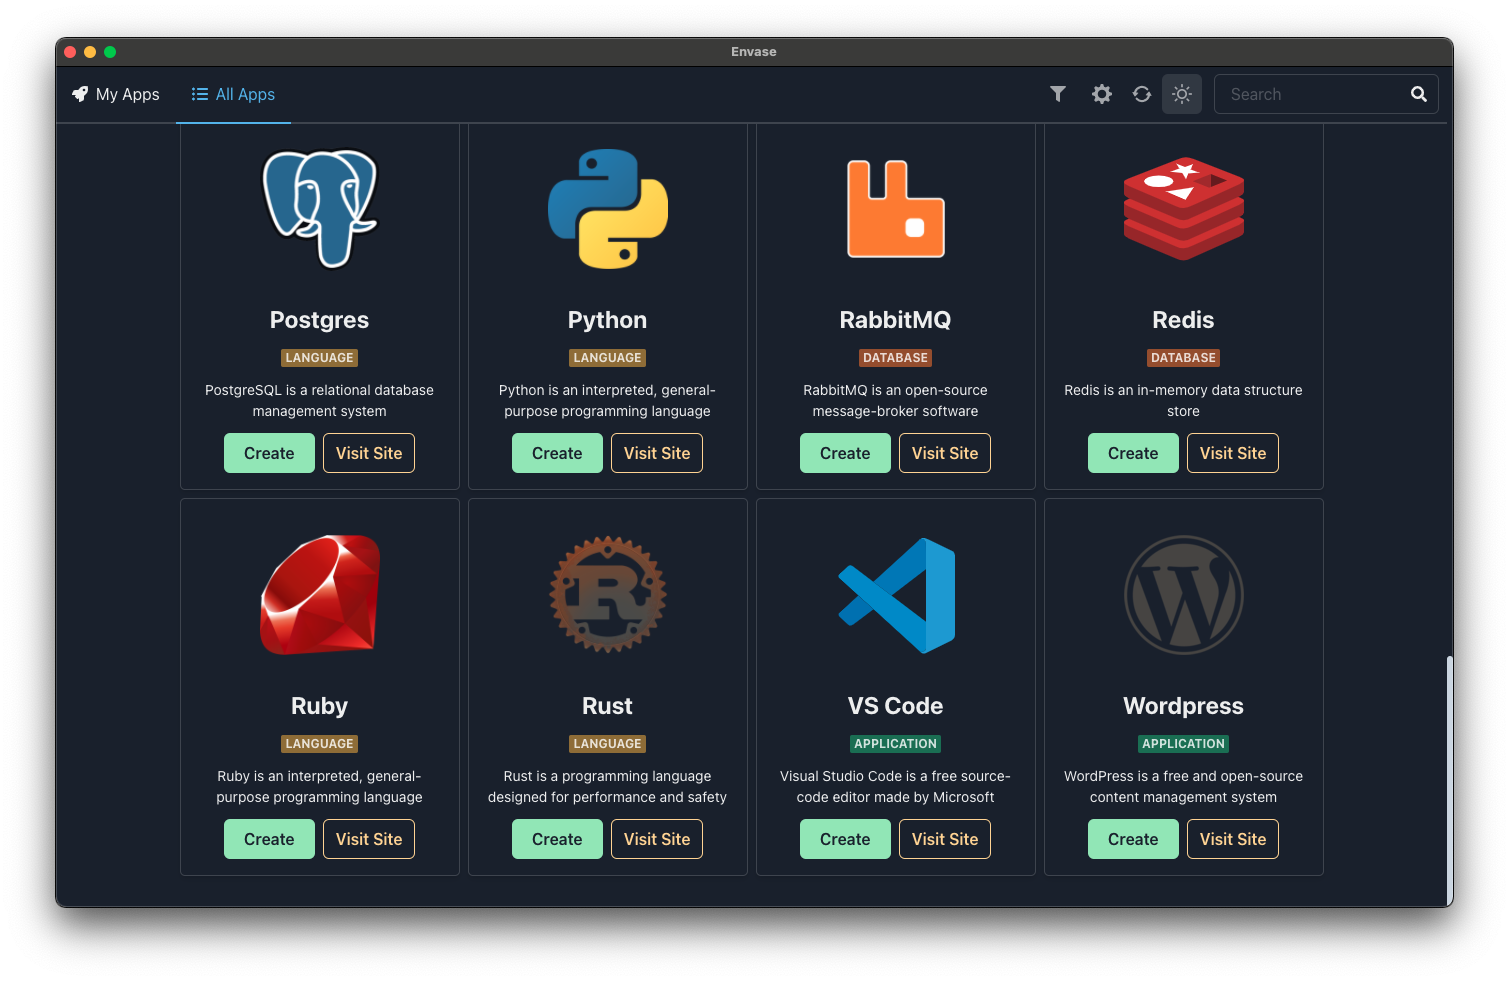 Envase
My Apps
All Apps
Search
Postgres
LANGUAGE
PostgreSQL is a relational database
management system
Create
Visit Site
Python
LANGUAGE
Python is an interpreted, general-
purpose programming language
Create
Visit Site
RabbitMQ
DATABASE
RabbitMQ is an open-source
message-broker software
Create
Visit Site
Redis
DATABASE
Redis is an in-memory data structure
store
Create
Visit Site
Ruby
LANGUAGE
Ruby is an interpreted, general-
purpose programming language
Create
Visit Site
R
Rust
LANGUAGE
Rust is a programming language
designed for performance and safety
Create
Visit Site
VS Code
APPLICATION
Visual Studio Code is a free source-
code editor made by Microsoft
Create
Visit Site
W
Wordpress
APPLICATION
WordPress is a free and open-source
content management system
Create
Visit Site